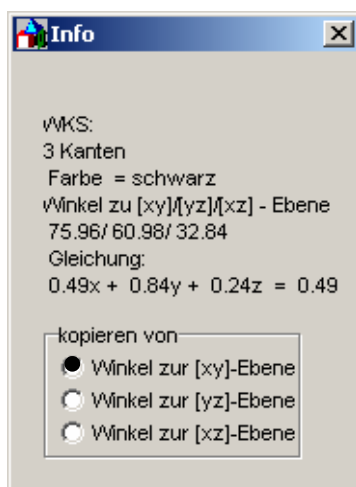 Info
WKS:
3 Kanten
Farbe = schwarz
Winkel zu [xy]/[yz]/[xz] - Ebene
75.96/ 60.98/ 32.84
Gleichung:
0.49x + 0.84y + 0.24z = 0.49
kopieren von
Winkel zur [xy]-Ebene
Winkel zur [yz]-Ebene
Winkel zur [xz]-Ebene